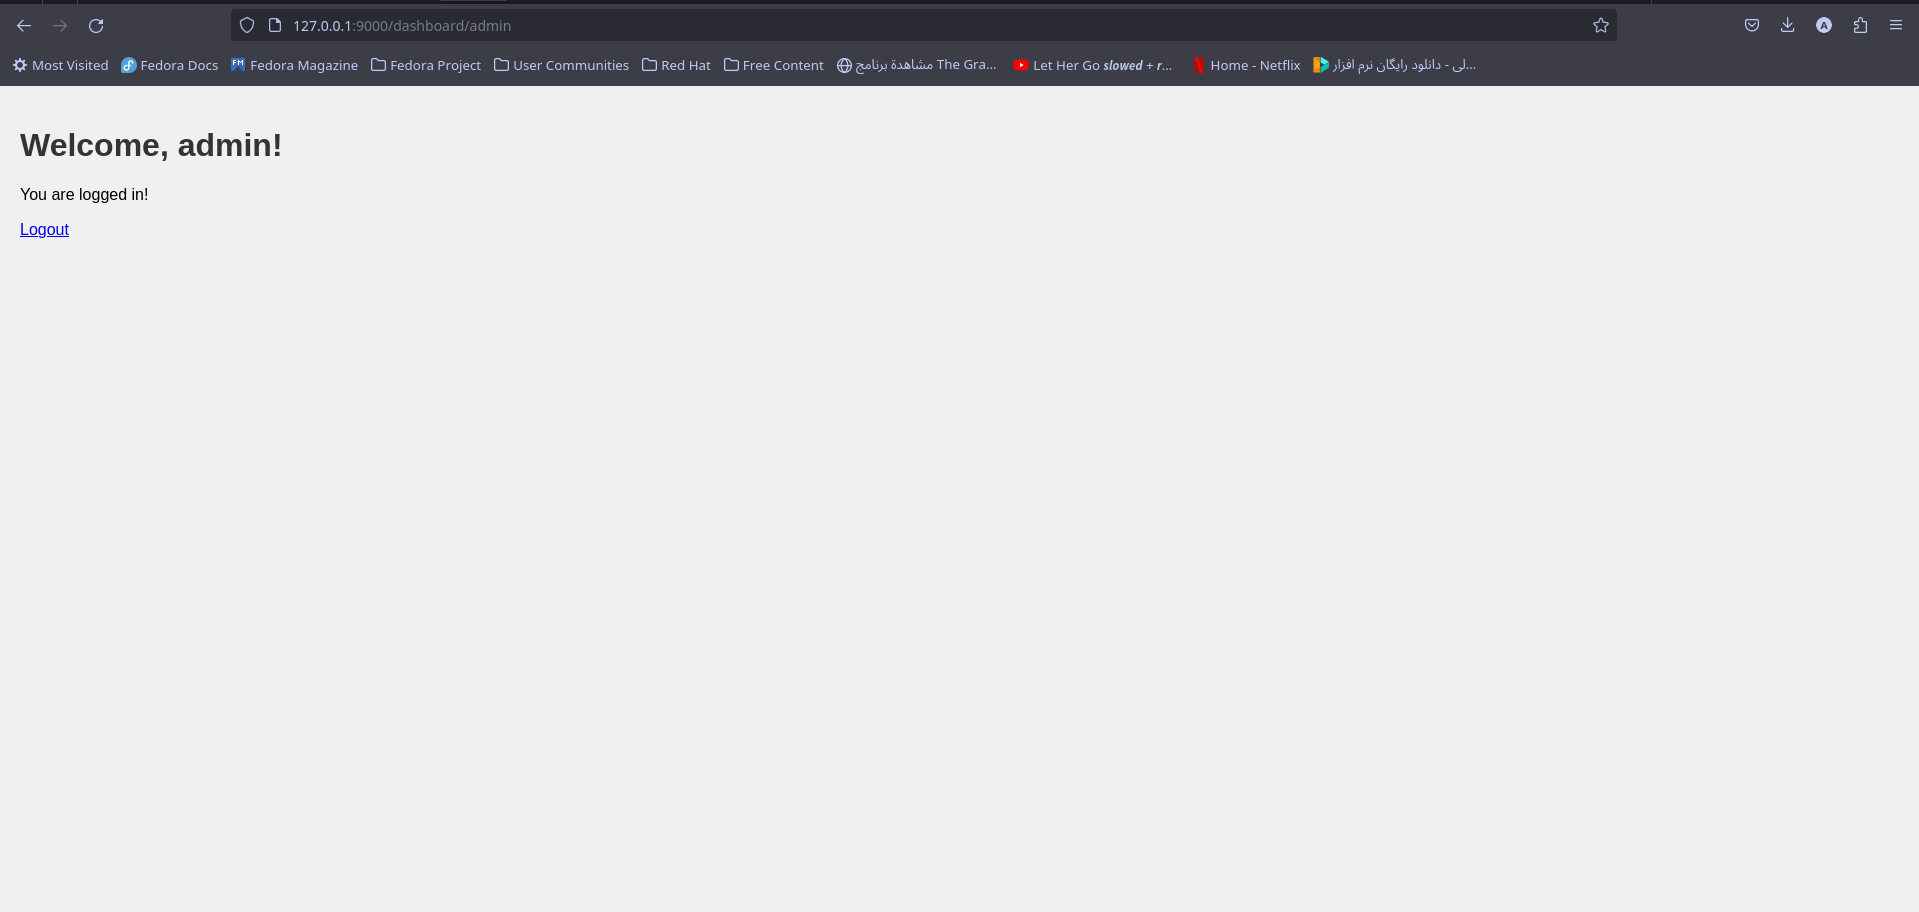 127.0.0.1:9000/dashboard/admin
A
Most Visited Fedora Docs FM Fedora Magazine Fedora Project User Communities Red Hat Free Content مشاهدة برنامج The Gra... Let Her Go slowed + r... Home - Netflix لی - دانلود رایگان نرم افزار...
Welcome, admin!
You are logged in!
Logout